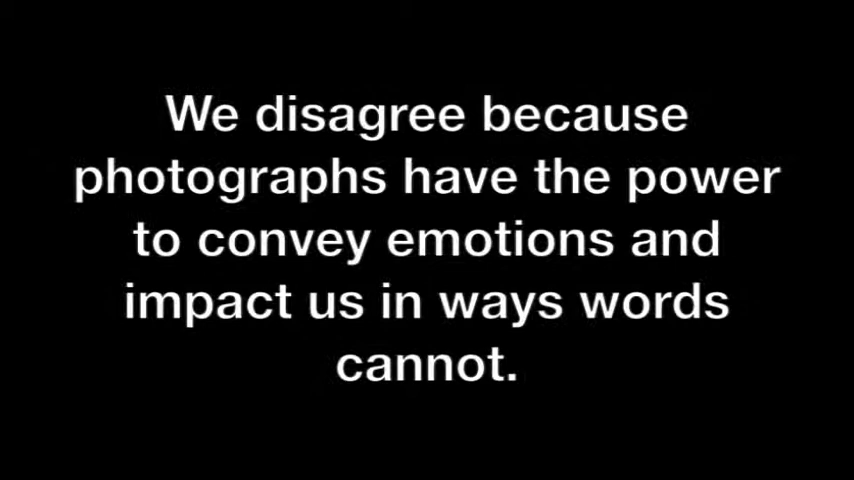 We disagree because
photographs have the power
to convey emotions and
impact us in ways words
cannot.